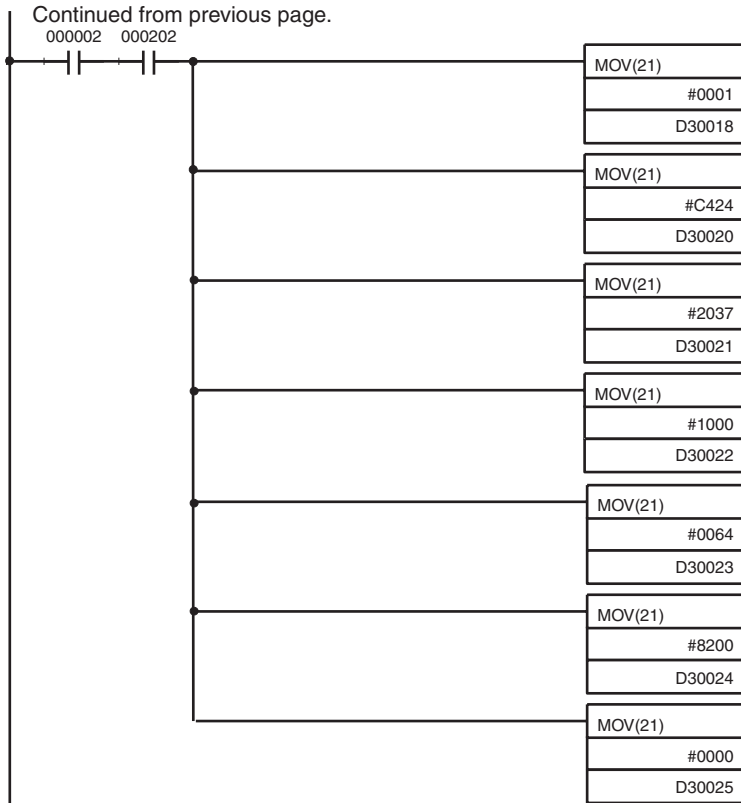 Continued from previous page.
000002 000202
MOV(21)
#0001
D30018
MOV(21)
#C424
D30020
MOV(21)
#2037
D30021
MOV(21)
#1000
D30022
MOV(21)
#0064
D30023
MOV(21)
#8200
D30024
MOV(21)
#0000
D30025